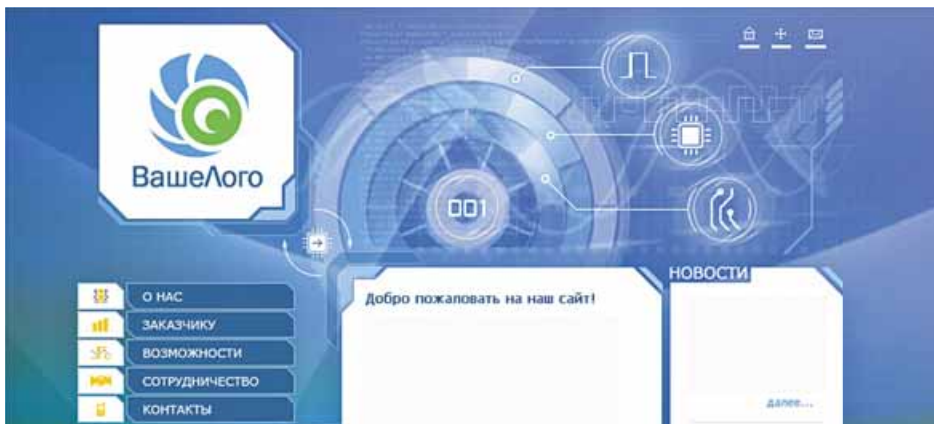 ВашеЛого
001
НОВОСТИ
О НАС
ЗАКАЗЧИКУ
ВОЗМОЖНОСТИ
СОТРУДНИЧЕСТВО
КОНТАКТЫ
Добро пожаловать на наш сайт!
далее...